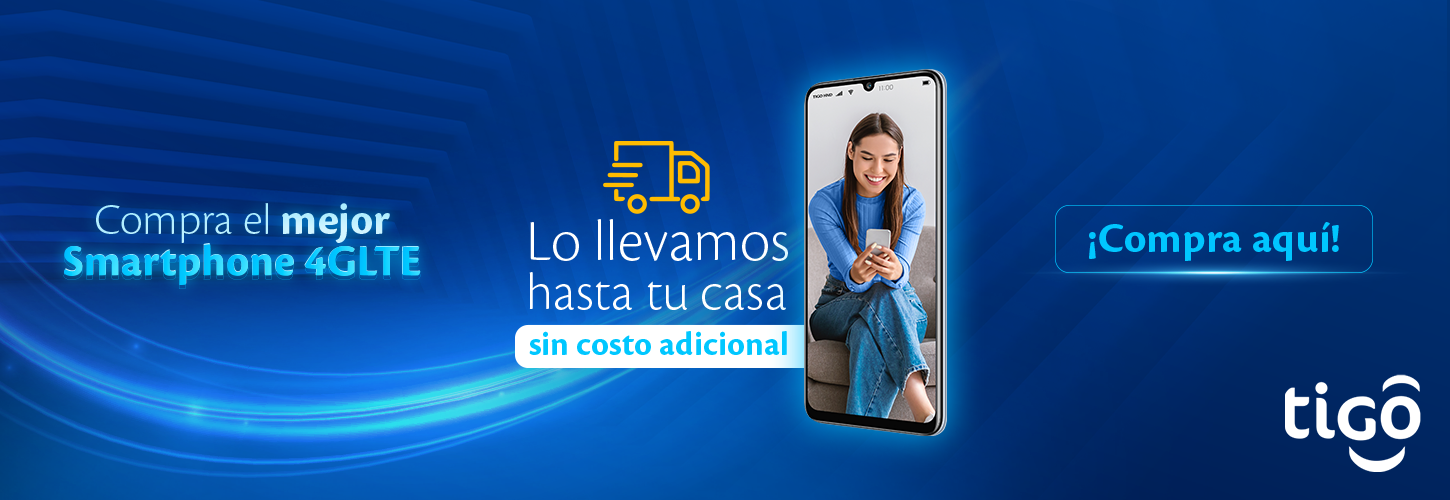 Compra el mejor
Smartphone 4GLTE
Lo llevamos
hasta tu casa
sin costo adicional
TIGO HND 11:00
¡Compra aquí!
tigo